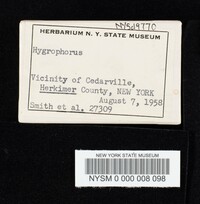 HERBARIUM N. Y. STATE MUSEUM
Hygrophorus
Vicinity of Cedarville,
Herkimer County, NEW YORK
August 7, 1958
Smith et al. 27309
NEW YORK STATE MUSEUM
NYSM 0 000 008 098